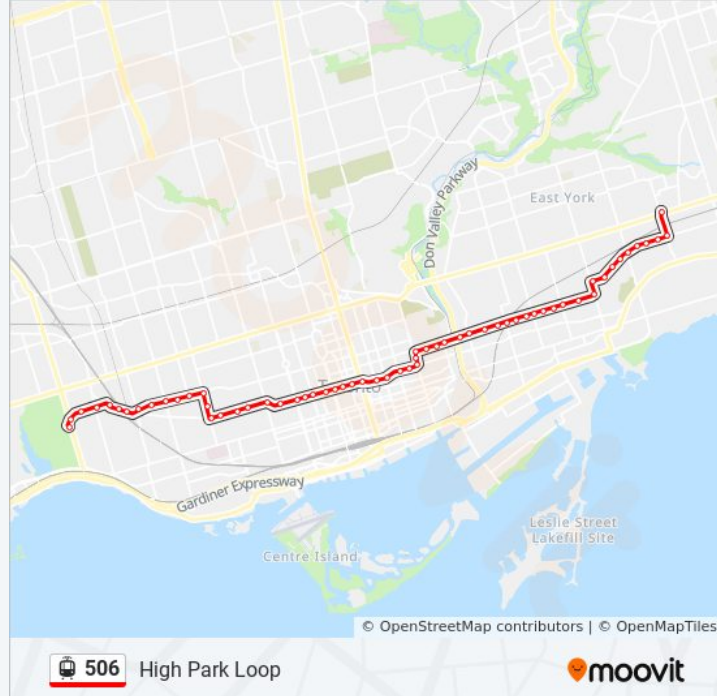 East York
Don Valley Parkway
Toronto
Gardiner Expressway
Leslie Street
Lakefill Site
Centre Island
© OpenStreetMap contributors | © OpenMapTiles
506 High Park Loop
moovit